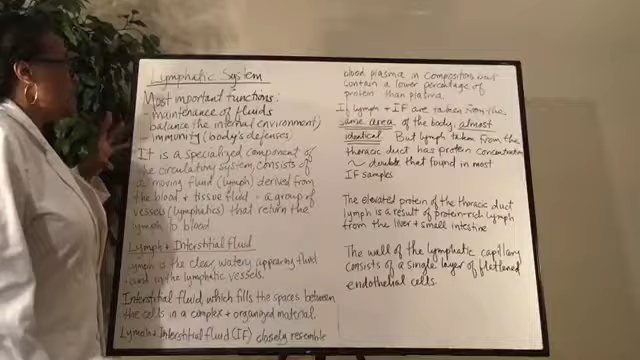 Lymphatic System
Most important functions:
maintenance of fluids
balance the internal environment)
immunity (body's defenses)
It is a specialized component of
the circulating system, consists of
a moving fluid (lymph) derived from
the blood + tissue fluid + a group of
vessels (lymphatics) that return the
lymph to blood.
Lymph + Interstitial Fluid
Lymph is the clear, watery appearing fluid
found in the lymphatic vessels.
Interstitial fluid, which fills the spaces between
the cells in a complex + organized material.
Lymph + Interstitial fluid (IF) closely resemble
blood plasma in composition but
contain a lower percentage of
protein than plasma.
If lymph + IF are taken from the
same area of the body, almost
identical. But lymph taken from the
thoracic duct has protein concentration
~ double that found in most
IF samples
The elevated protein of the thoracic duct
lymph is a result of protein-rich lymph
from the liver + small intestine
The wall of the lymphatic capillary
consists of a single layer of flattened
endothelial cells.